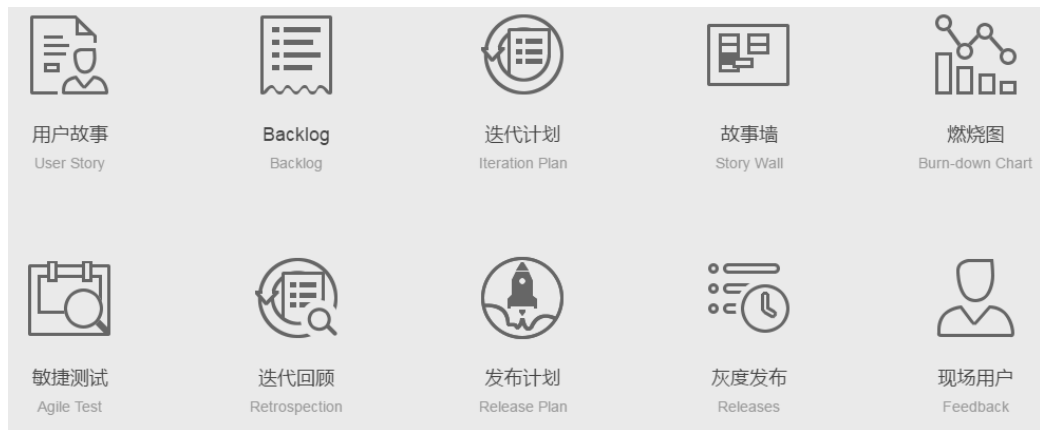 用户故事
User Story
Backlog
Backlog
迭代计划
Iteration Plan
故事墙
Story Wall
燃烧图
Burn-down Chart
敏捷测试
Agile Test
迭代回顾
Retrospection
发布计划
Release Plan
灰度发布
Releases
现场用户
Feedback